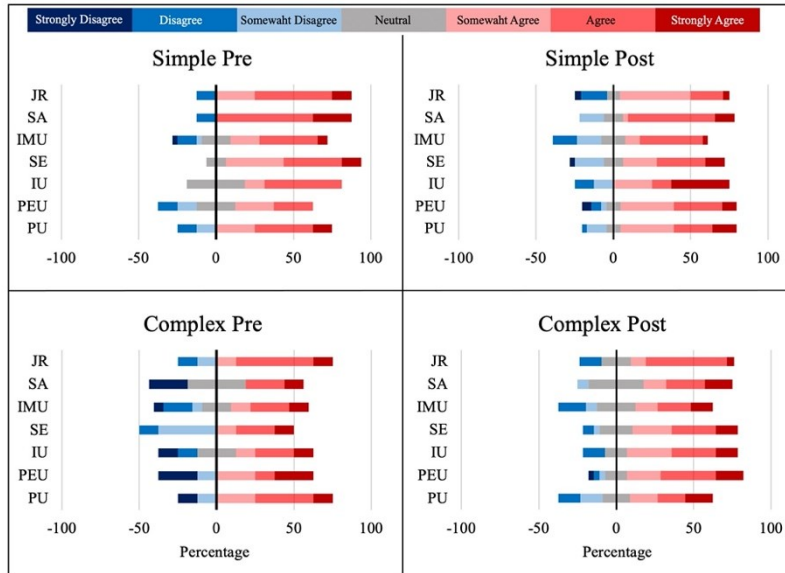 Strongly Disagree Disagree Somewaht Disagree Neutral Somewaht Agree Agree Strongly Agree
Simple Pre
JR
SA
IMU
SE
IU
PEU
PU
-100 -50 0 50 100
Simple Post
JR
SA
IMU
SE
IU
PEU
PU
-100 -50 0 50 100
Complex Pre
JR
SA
IMU
SE
IU
PEU
PU
-100 -50 0 50 100
Percentage
Complex Post
JR
SA
IMU
SE
IU
PEU
PU
-100 -50 0 50 100
Percentage